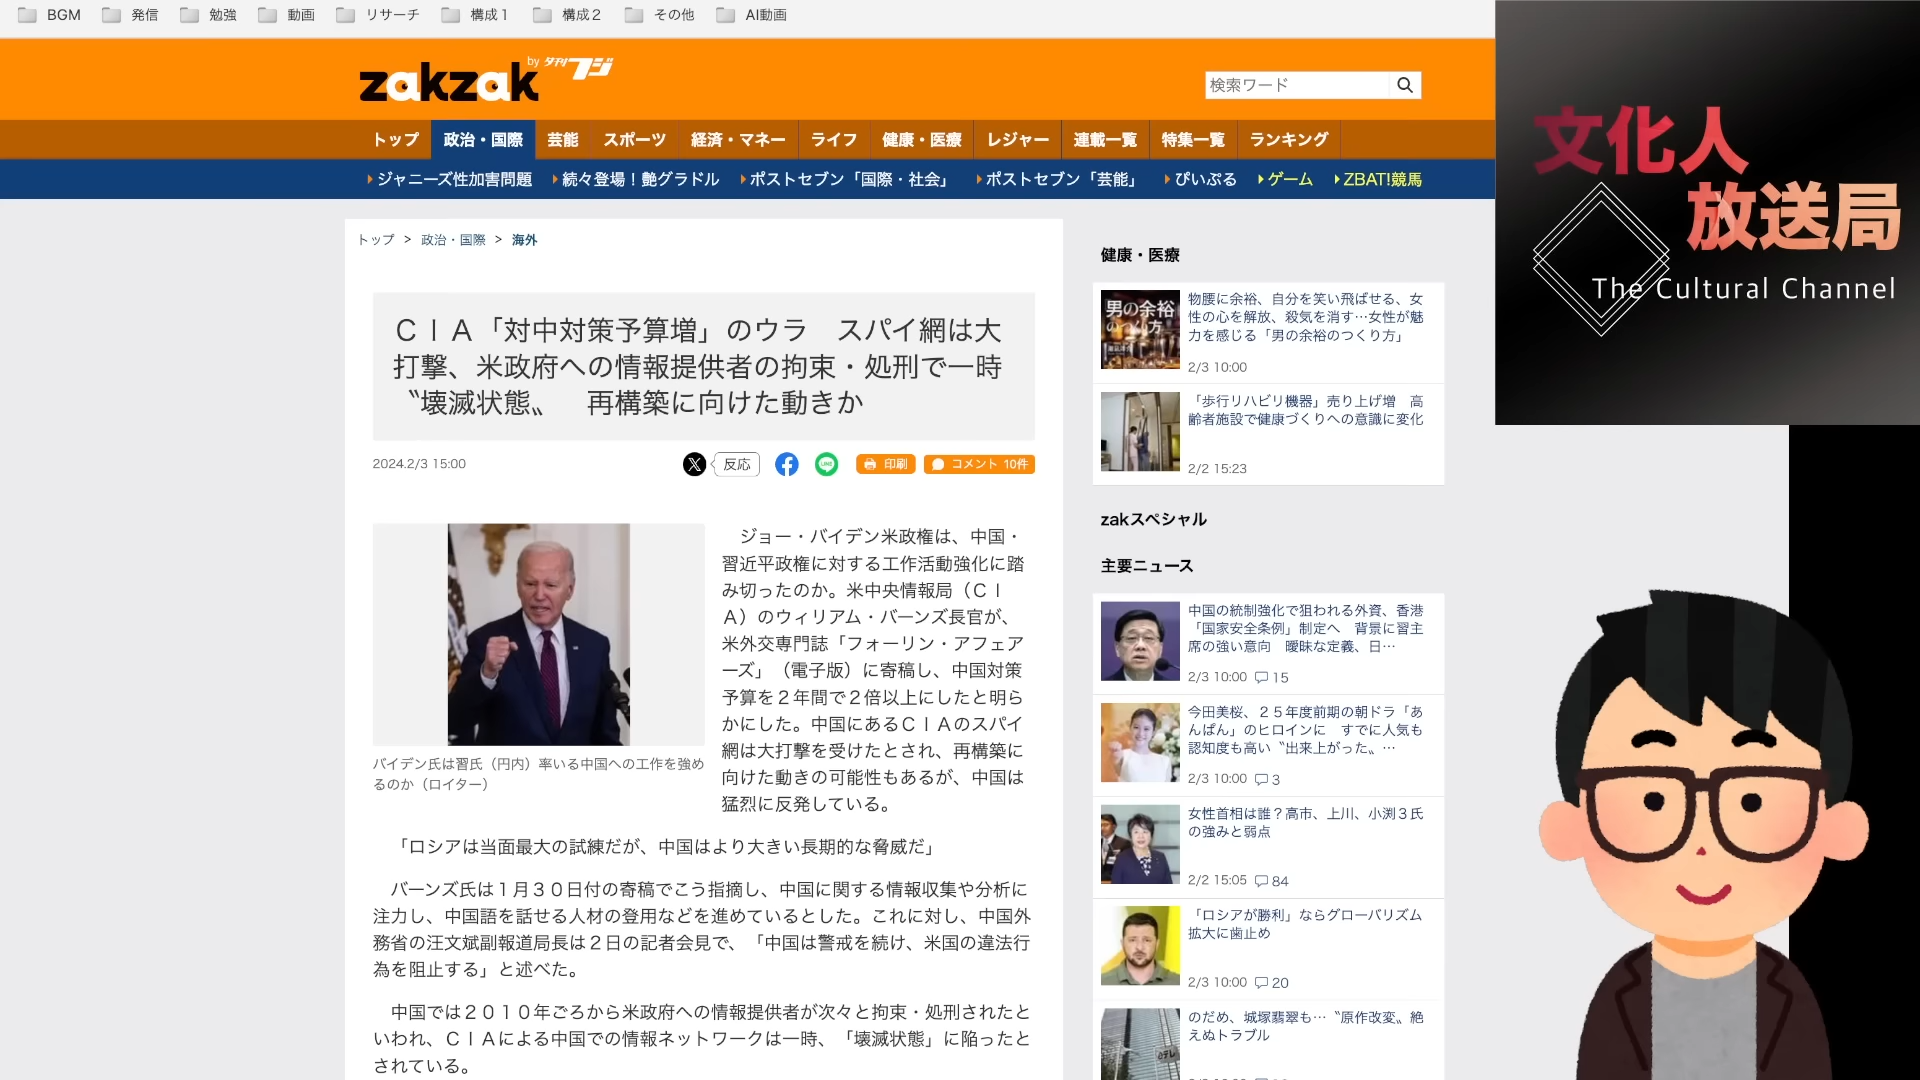 BGM 発信 勉強 動画 リサーチ 構成１ 構成２ その他 AI動画
zakzak by 夕刊フジ
検索ワード
トップ 政治・国際 芸能 スポーツ 経済・マネー ライフ 健康・医療 レジャー 連載一覧 特集一覧 ランキング
ジャニーズ性加害問題 続々登場！艶グラドル ポストセブン「国際・社会」 ポストセブン「芸能」 ぴいぷる ゲーム ZBAT!競馬
トップ > 政治・国際 > 海外
ＣＩＡ「対中対策予算増」のウラ　スパイ網は大
打撃、米政府への情報提供者の拘束・処刑で一時
〝壊滅状態〟　再構築に向けた動きか
2024.2/3 15:00
反応
LINE
印刷
コメント 10件
バイデン氏は習氏（円内）率いる中国への工作を強め
るのか（ロイター）
ジョー・バイデン米政権は、中国・
習近平政権に対する工作活動強化に踏
み切ったのか。米中央情報局（ＣＩ
Ａ）のウィリアム・バーンズ長官が、
米外交専門誌「フォーリン・アフェア
ーズ」（電子版）に寄稿し、中国対策
予算を２年間で２倍以上にしたと明ら
かにした。中国にあるＣＩＡのスパイ
網は大打撃を受けたとされ、再構築に
向けた動きの可能性もあるが、中国は
猛烈に反発している。
「ロシアは当面最大の試練だが、中国はより大きい長期的な脅威だ」
バーンズ氏は１月３０日付の寄稿でこう指摘し、中国に関する情報収集や分析に
注力し、中国語を話せる人材の登用などを進めているとした。これに対し、中国外
務省の汪文斌副報道局長は２日の記者会見で、「中国は警戒を続け、米国の違法行
為を阻止する」と述べた。
中国では２０１０年ごろから米政府への情報提供者が次々と拘束・処刑されたと
いわれ、ＣＩＡによる中国での情報ネットワークは一時、「壊滅状態」に陥ったと
されている。
健康・医療
男の余裕
のつくり方
物腰に余裕、自分を笑い飛ばせる、女
性の心を解放、殺気を消す…女性が魅
力を感じる「男の余裕のつくり方」
2/3 10:00
「歩行リハビリ機器」売り上げ増　高
齢者施設で健康づくりへの意識に変化
2/2 15:23
zakスペシャル
主要ニュース
中国の統制強化で狙われる外資、香港
「国家安全条例」制定へ　背景に習主
席の強い意向　曖昧な定義、日…
2/3 10:00 15
今田美桜、２５年度前期の朝ドラ「あ
んぱん」のヒロインに　すでに人気も
認知度も高い〝出来上がった〟…
2/3 10:00 3
女性首相は誰？高市、上川、小渕３氏
の強みと弱点
2/2 15:05 84
「ロシアが勝利」ならグローバリズム
拡大に歯止め
2/3 10:00 20
のだめ、城塚翡翠も…〝原作改変〟絶
えぬトラブル
文化人
放送局
The Cultural Channel